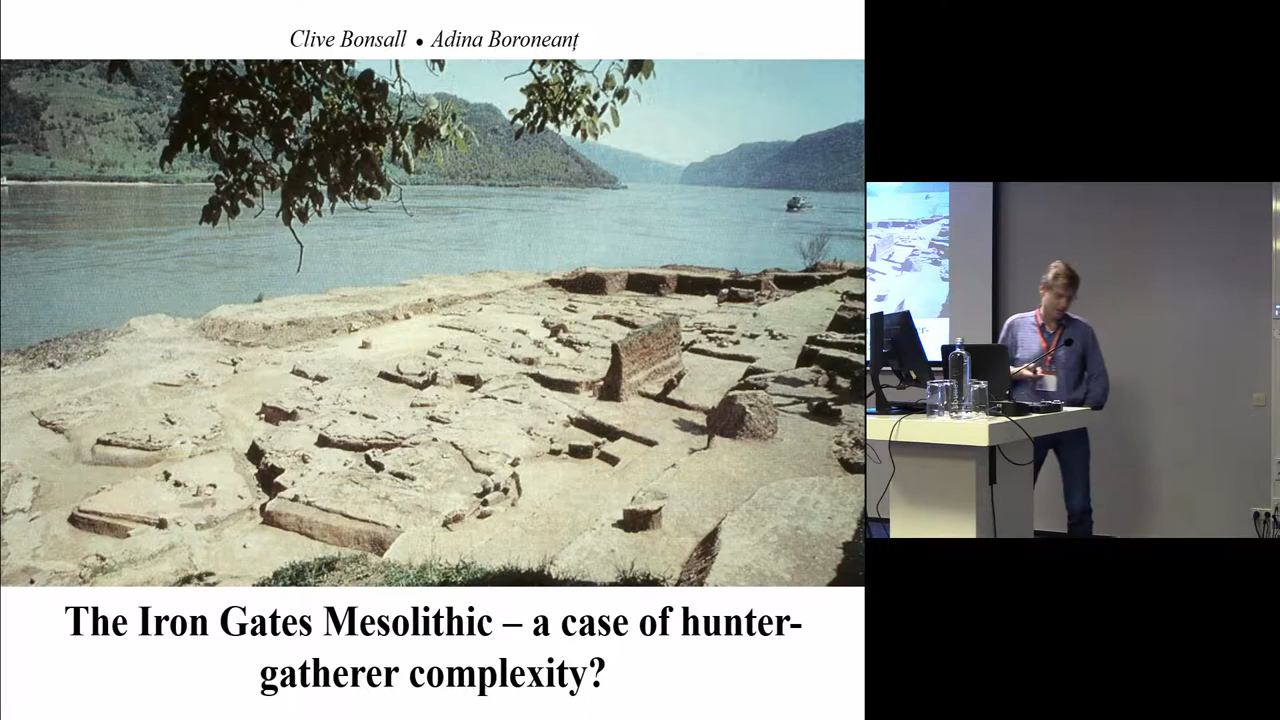 Clive Bonsall • Adina Boroneanț
The Iron Gates Mesolithic – a case of hunter-
gatherer complexity?